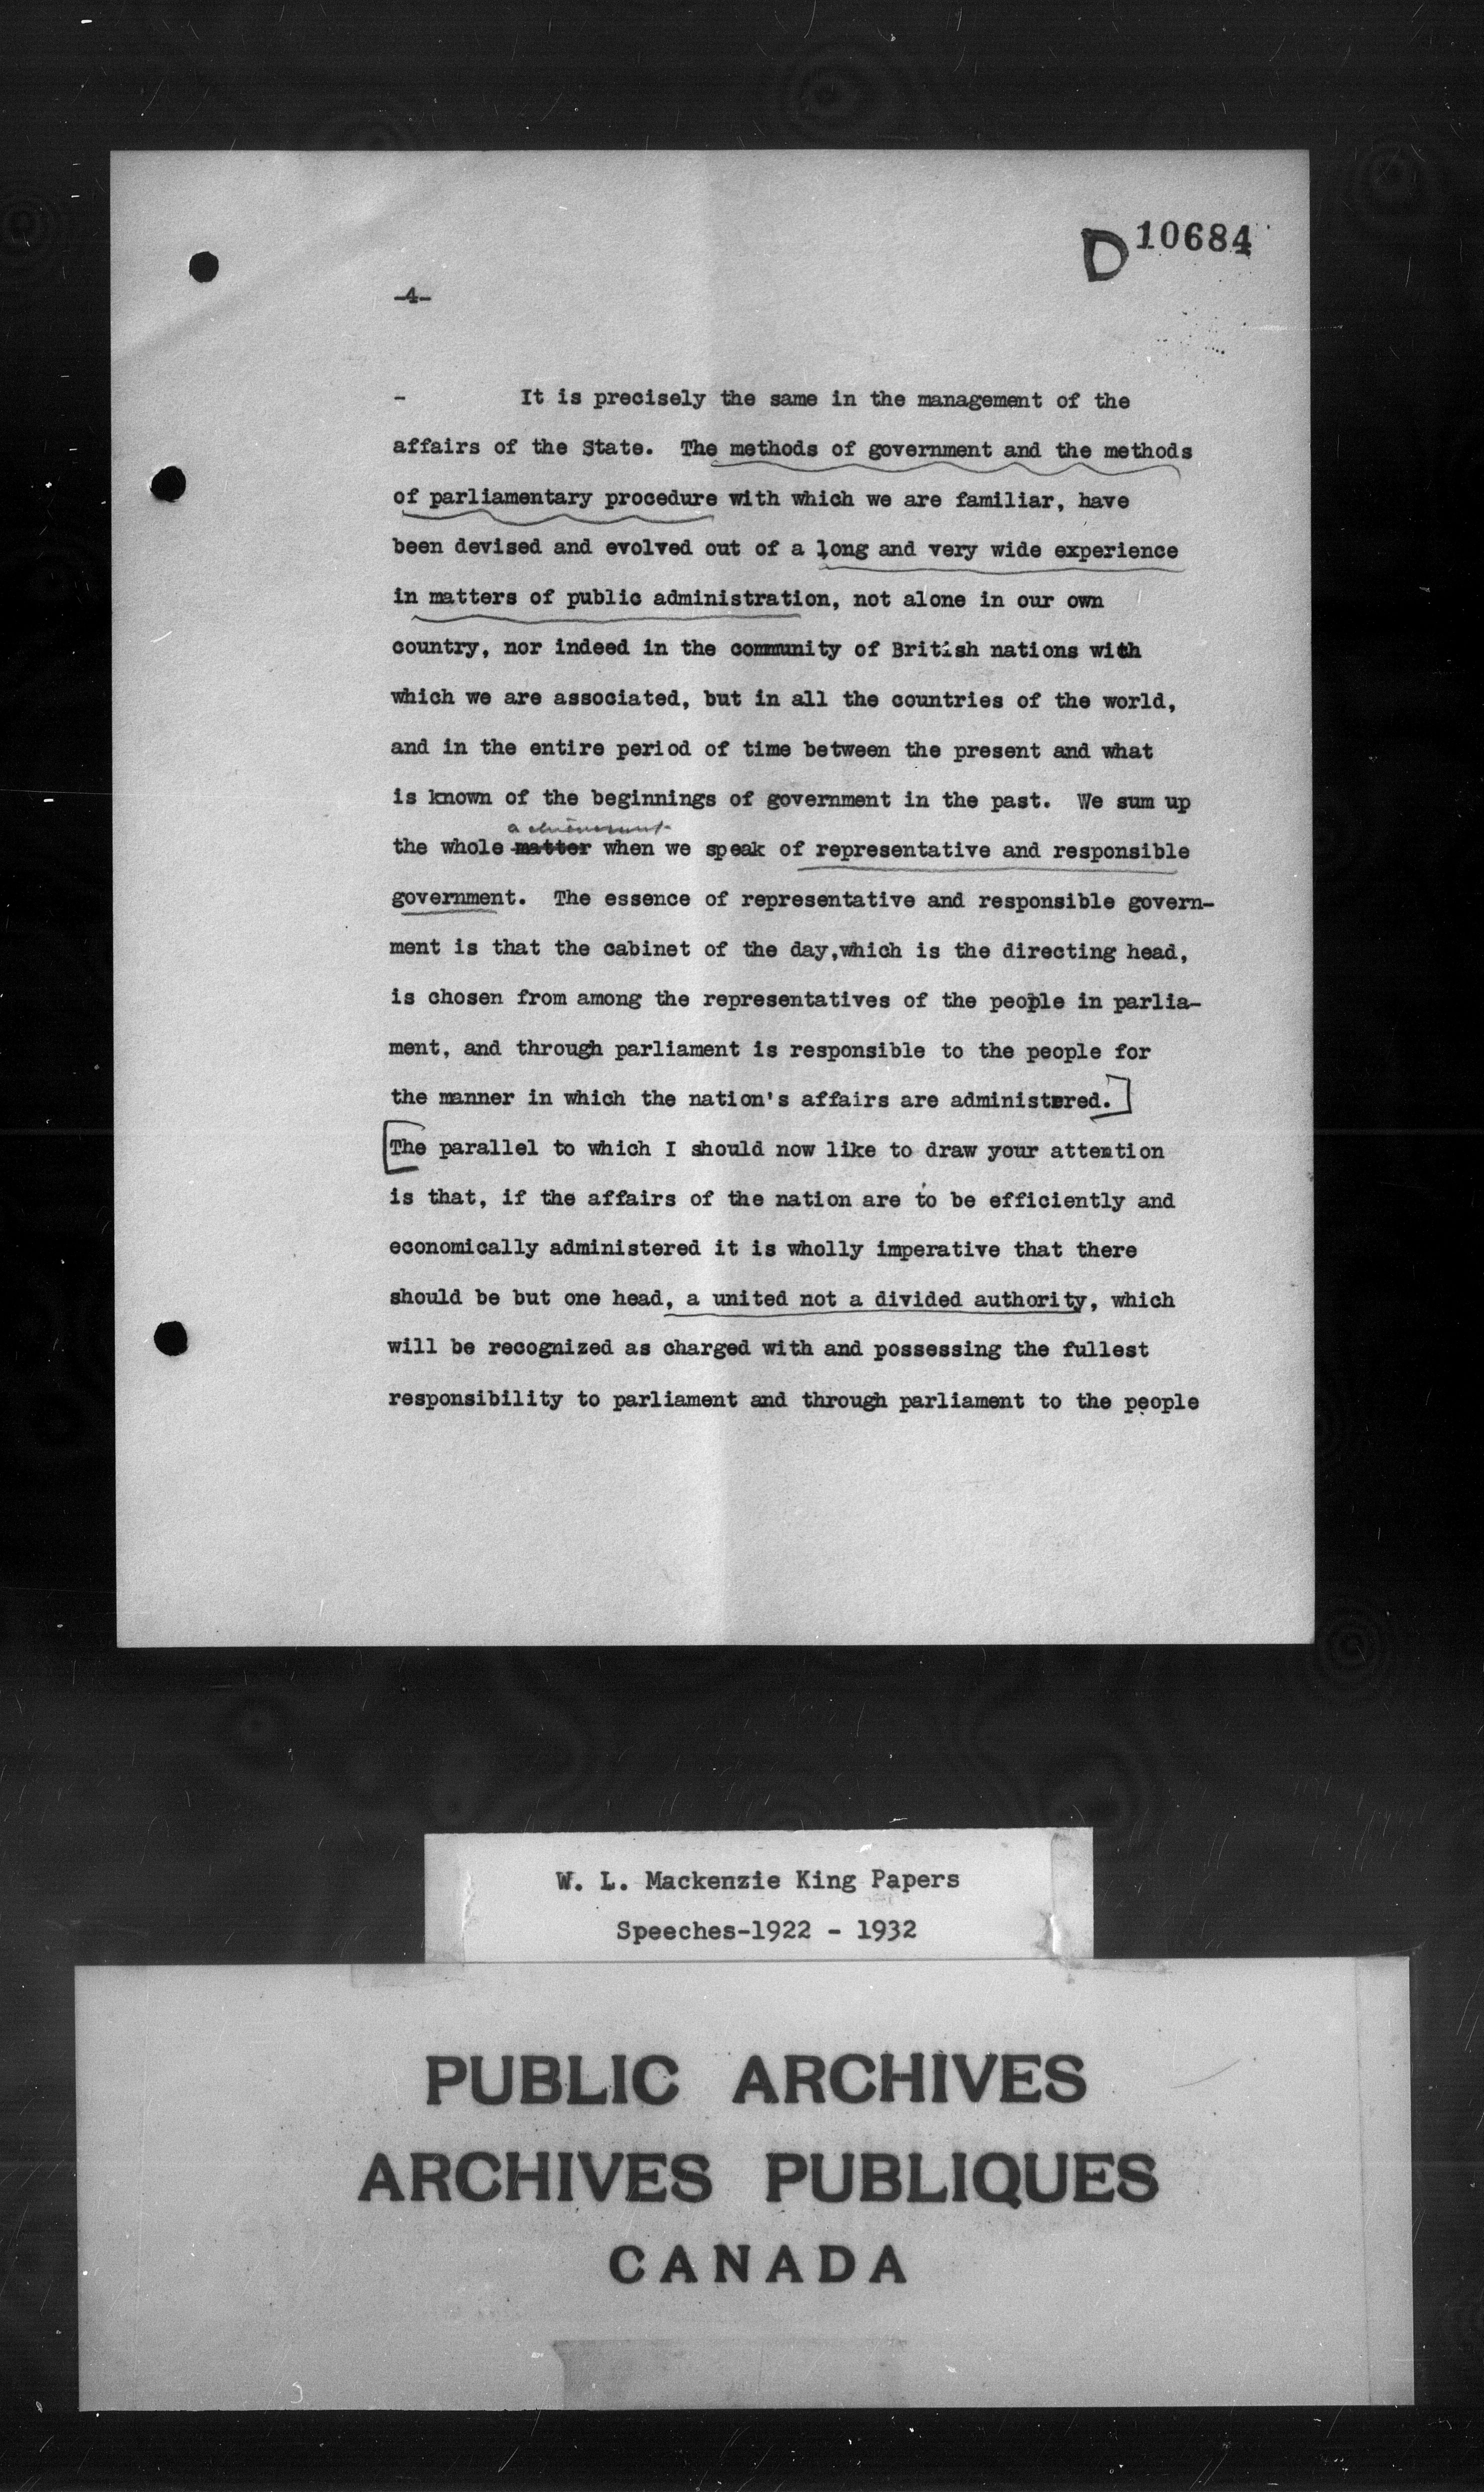 D 10684
-4-
- It is precisely the same in the management of the
affairs of the State. The methods of government and the methods
of parliamentary procedure with which we are familiar, have
been devised and evolved out of a long and very wide experience
in matters of public administration, not alone in our own
country, nor indeed in the community of British nations with
which we are associated, but in all the countries of the world,
and in the entire period of time between the present and what
is known of the beginnings of government in the past. We sum up
achievement
the whole matter when we speak of representative and responsible
government. The essence of representative and responsible govern-
ment is that the cabinet of the day,which is the directing head,
is chosen from among the representatives of the people in parlia-
ment, and through parliament is responsible to the people for
the manner in which the nation's affairs are administered.]
[The parallel to which I should now like to draw your attention
is that, if the affairs of the nation are to be efficiently and
economically administered it is wholly imperative that there
should be but one head, a united not a divided authority, which
will be recognized as charged with and possessing the fullest
responsibility to parliament and through parliament to the people
W. L. Mackenzie King Papers
Speeches-1922 - 1932
PUBLIC ARCHIVES
ARCHIVES PUBLIQUES
CANADA